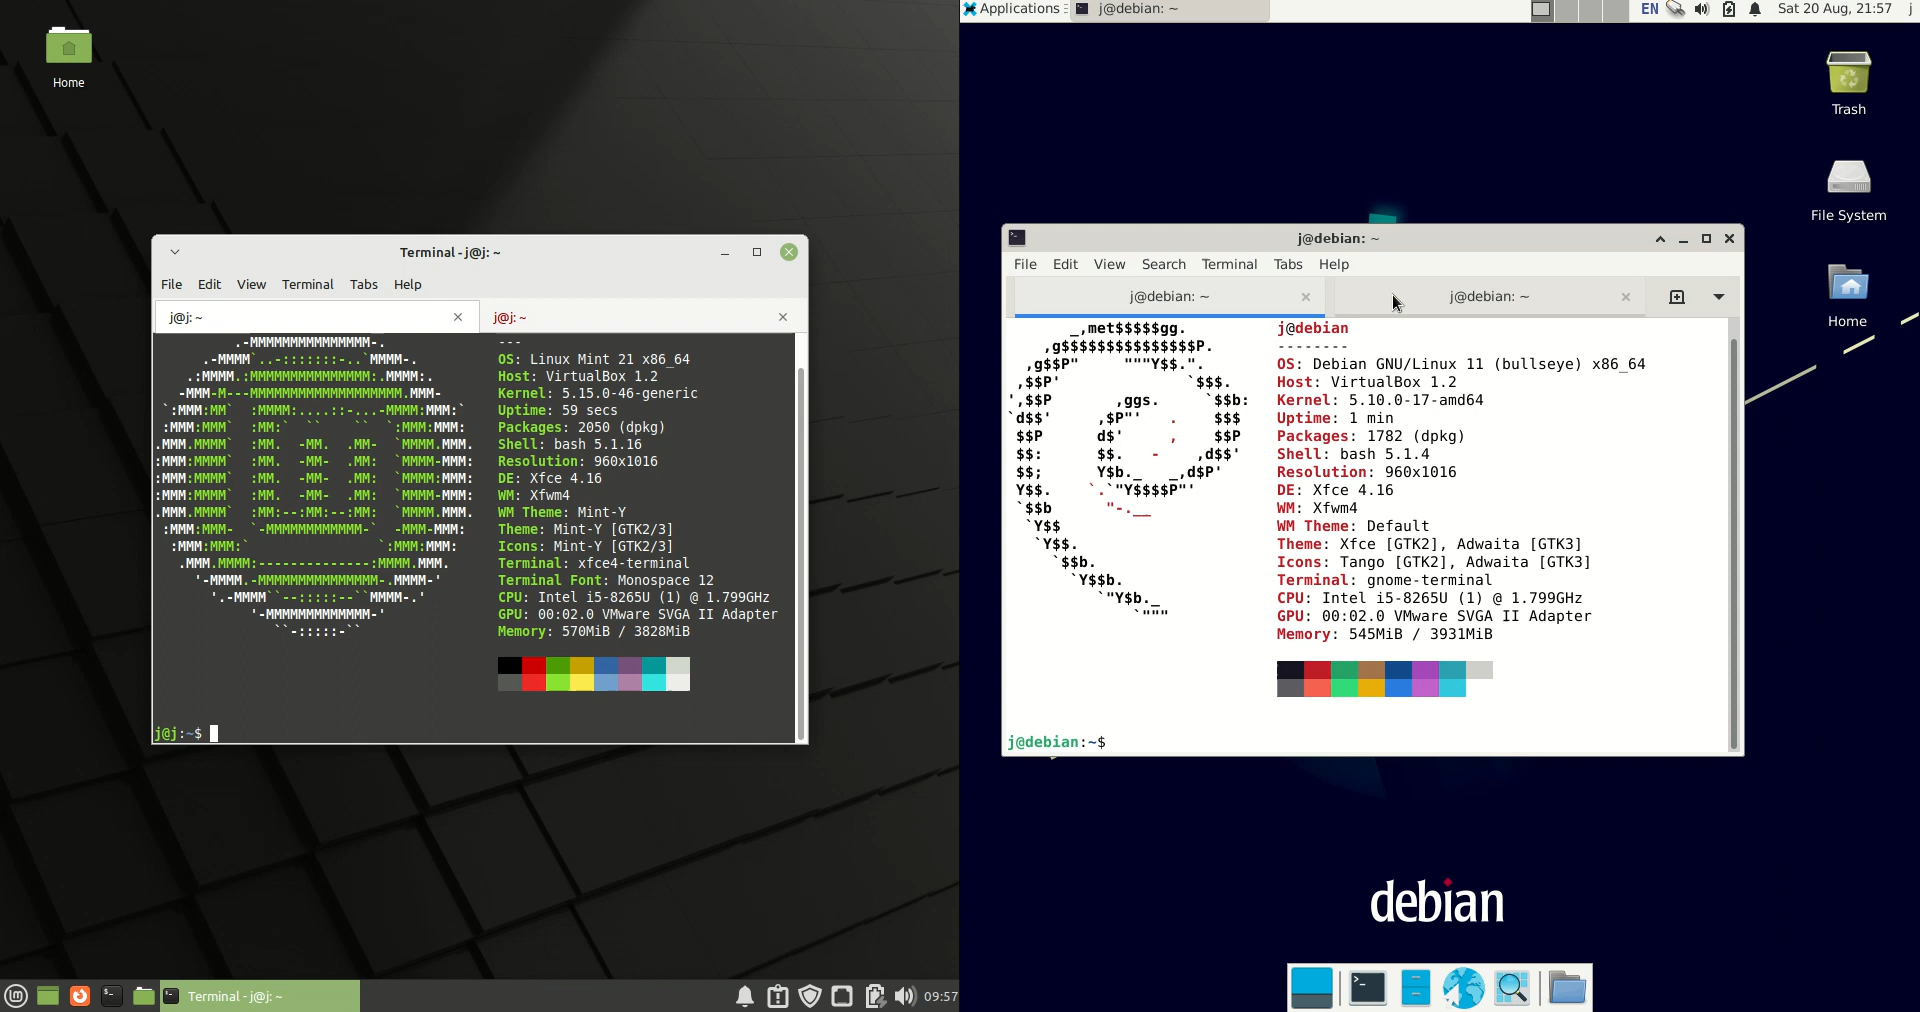 Home
Terminal - j@j: ~
File Edit View Terminal Tabs Help
j@j: ~
j@j: ~
---
OS: Linux Mint 21 x86_64
Host: VirtualBox 1.2
Kernel: 5.15.0-46-generic
Uptime: 59 secs
Packages: 2050 (dpkg)
Shell: bash 5.1.16
Resolution: 960x1016
DE: Xfce 4.16
WM: Xfwm4
WM Theme: Mint-Y
Theme: Mint-Y [GTK2/3]
Icons: Mint-Y [GTK2/3]
Terminal: xfce4-terminal
Terminal Font: Monospace 12
CPU: Intel i5-8265U (1) @ 1.799GHz
GPU: 00:02.0 VMware SVGA II Adapter
Memory: 570MiB / 3828MiB
j@j:~$
Terminal - j@j: ~
09:57
Applications
j@debian: ~
EN
Sat 20 Aug, 21:57
j
Trash
File System
Home
j@debian: ~
File Edit View Search Terminal Tabs Help
j@debian: ~
j@debian: ~
j@debian
--------
OS: Debian GNU/Linux 11 (bullseye) x86_64
Host: VirtualBox 1.2
Kernel: 5.10.0-17-amd64
Uptime: 1 min
Packages: 1782 (dpkg)
Shell: bash 5.1.4
Resolution: 960x1016
DE: Xfce 4.16
WM: Xfwm4
WM Theme: Default
Theme: Xfce [GTK2], Adwaita [GTK3]
Icons: Tango [GTK2], Adwaita [GTK3]
Terminal: gnome-terminal
CPU: Intel i5-8265U (1) @ 1.799GHz
GPU: 00:02.0 VMware SVGA II Adapter
Memory: 545MiB / 3931MiB
j@debian:~$
debian